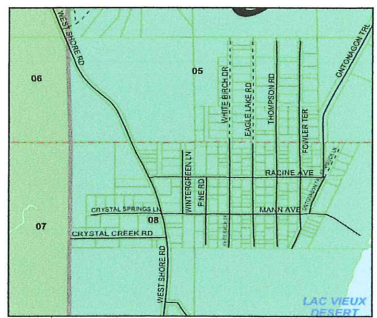 WEST SHORE RD
ONTONAGON TRL
06
05
WHITE BIRCH DR
EAGLE LAKE RD
THOMPSON RD
FOWLER TER
WINTERGREEN LN
PINE RD
RACINE AVE
CRYSTAL SPRINGS LN
MANN AVE
08
07
CRYSTAL CREEK RD
WEST SHORE RD
LAC VIEUX
DESERT